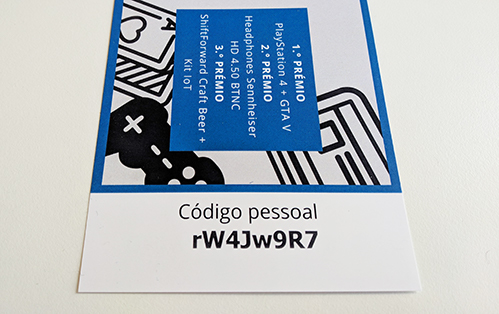 1.º PRÉMIO
PlayStation 4 + GTA V
2.º PRÉMIO
Headphones Sennheiser
HD 4.50 BTNC
3.º PRÉMIO
ShiftForward Craft Beer +
Kit IoT
Código pessoal
rW4Jw9R7